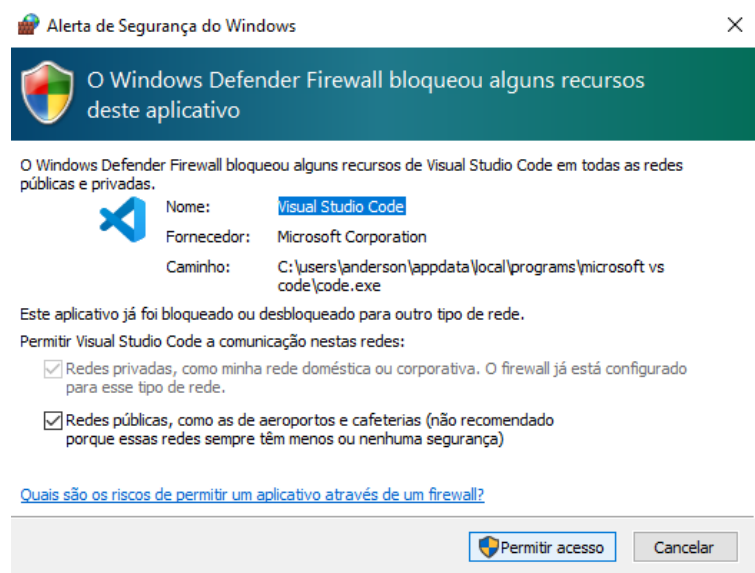 Alerta de Segurança do Windows
O Windows Defender Firewall bloqueou alguns recursos
deste aplicativo
O Windows Defender Firewall bloqueou alguns recursos de Visual Studio Code em todas as redes
públicas e privadas.
Nome: Visual Studio Code
Fornecedor: Microsoft Corporation
Caminho: C:\users\anderson\appdata\local\programs\microsoft vs
code\code.exe
Este aplicativo já foi bloqueado ou desbloqueado para outro tipo de rede.
Permitir Visual Studio Code a comunicação nestas redes:
Redes privadas, como minha rede doméstica ou corporativa. O firewall já está configurado
para esse tipo de rede.
Redes públicas, como as de aeroportos e cafeterias (não recomendado
porque essas redes sempre têm menos ou nenhuma segurança)
Quais são os riscos de permitir um aplicativo através de um firewall?
Permitir acesso Cancelar